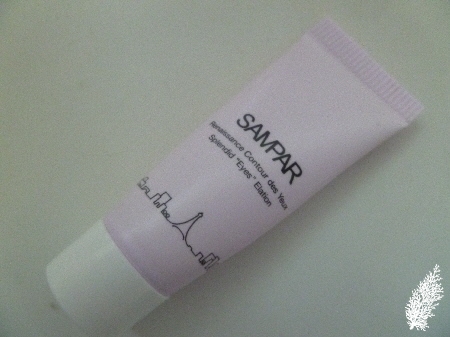 SAMPAR
Renaissance Contour des Yeux
Splendid "Eyes" Elation